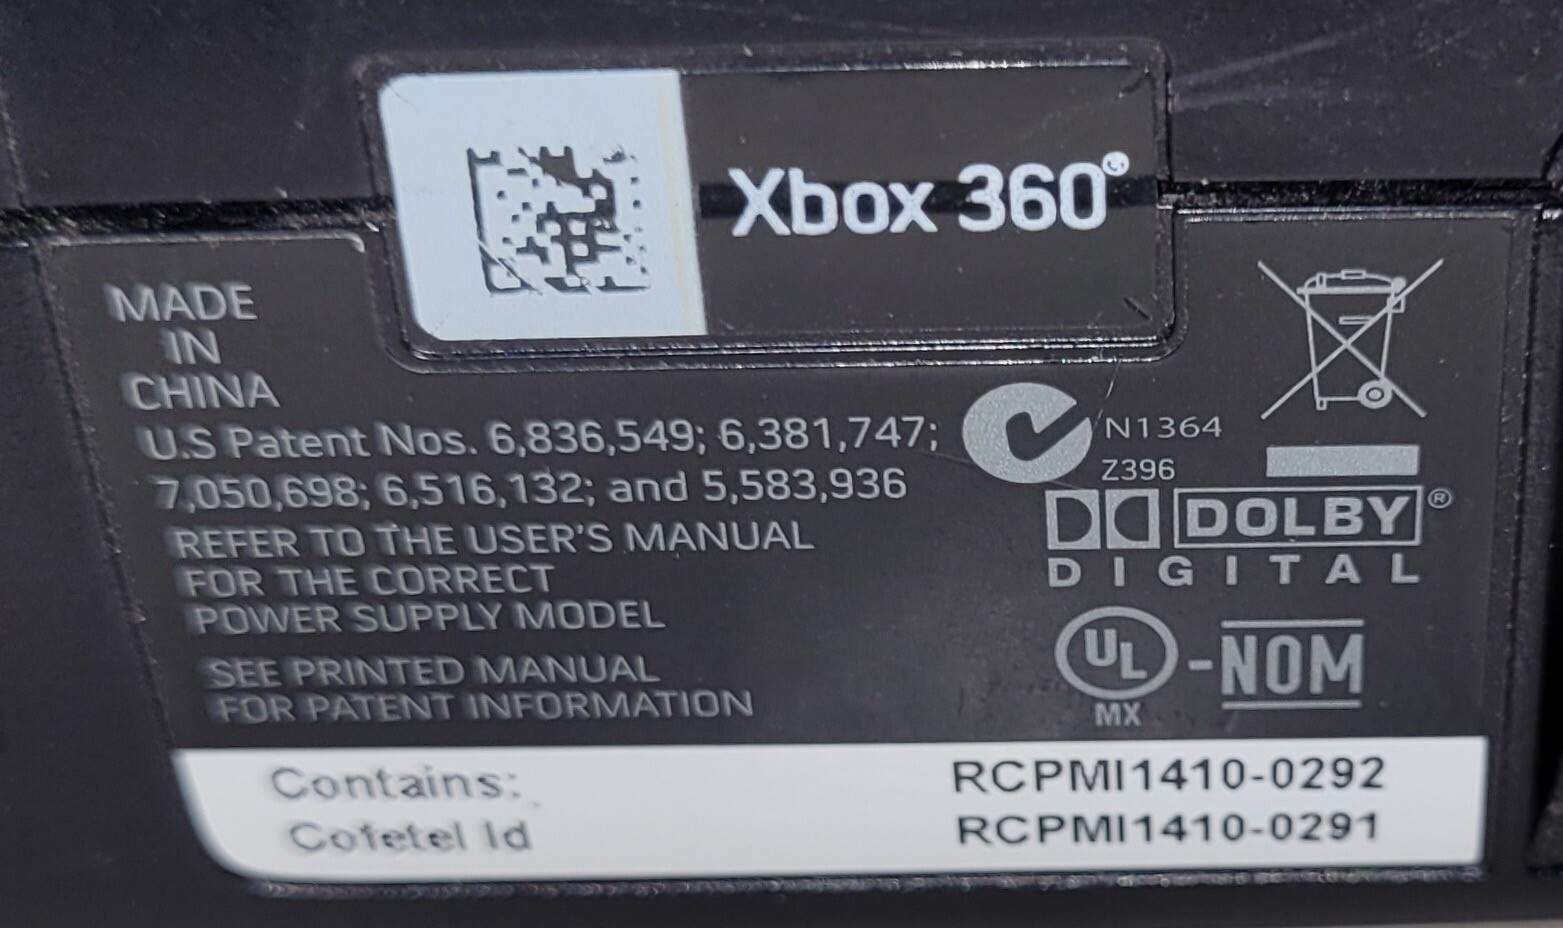 Xbox 360
MADE
IN
CHINA
U.S Patent Nos. 6,836,549; 6,381,747;
7,050,698; 6,516,132; and 5,583,936
REFER TO THE USER'S MANUAL
FOR THE CORRECT
POWER SUPPLY MODEL
SEE PRINTED MANUAL
FOR PATENT INFORMATION
N1364
Z396
DOLBY®
DIGITAL
UL -NOM
MX
Contains: RCPMI1410-0292
Cofetel Id RCPMI1410-0291